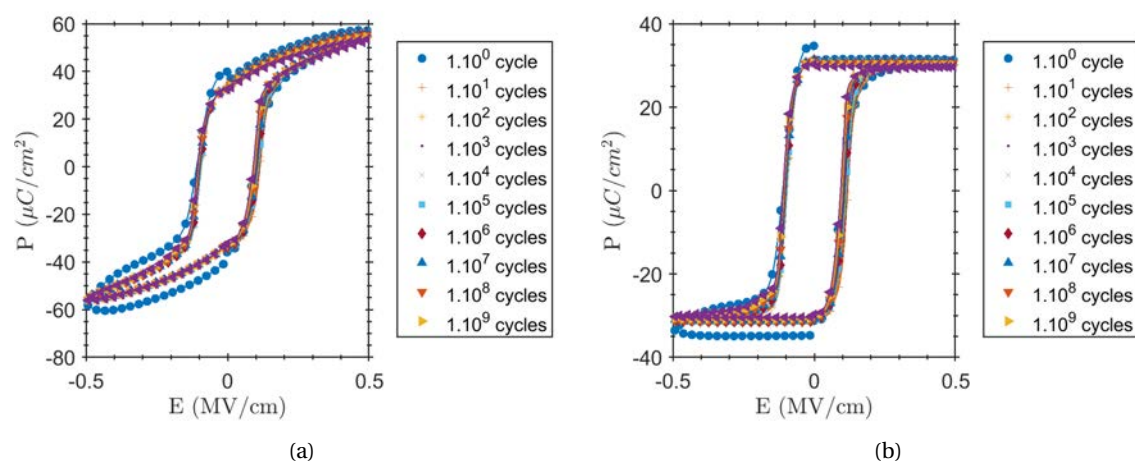 60
40
20
0
-20
-40
-60
-80
P (μC/cm²)
-0.5 0 0.5
E (MV/cm)
1.10⁰ cycle
1.10¹ cycles
1.10² cycles
1.10³ cycles
1.10⁴ cycles
1.10⁵ cycles
1.10⁶ cycles
1.10⁷ cycles
1.10⁸ cycles
1.10⁹ cycles
(a)
40
20
0
-20
-40
P (μC/cm²)
-0.5 0 0.5
E (MV/cm)
1.10⁰ cycle
1.10¹ cycles
1.10² cycles
1.10³ cycles
1.10⁴ cycles
1.10⁵ cycles
1.10⁶ cycles
1.10⁷ cycles
1.10⁸ cycles
1.10⁹ cycles
(b)